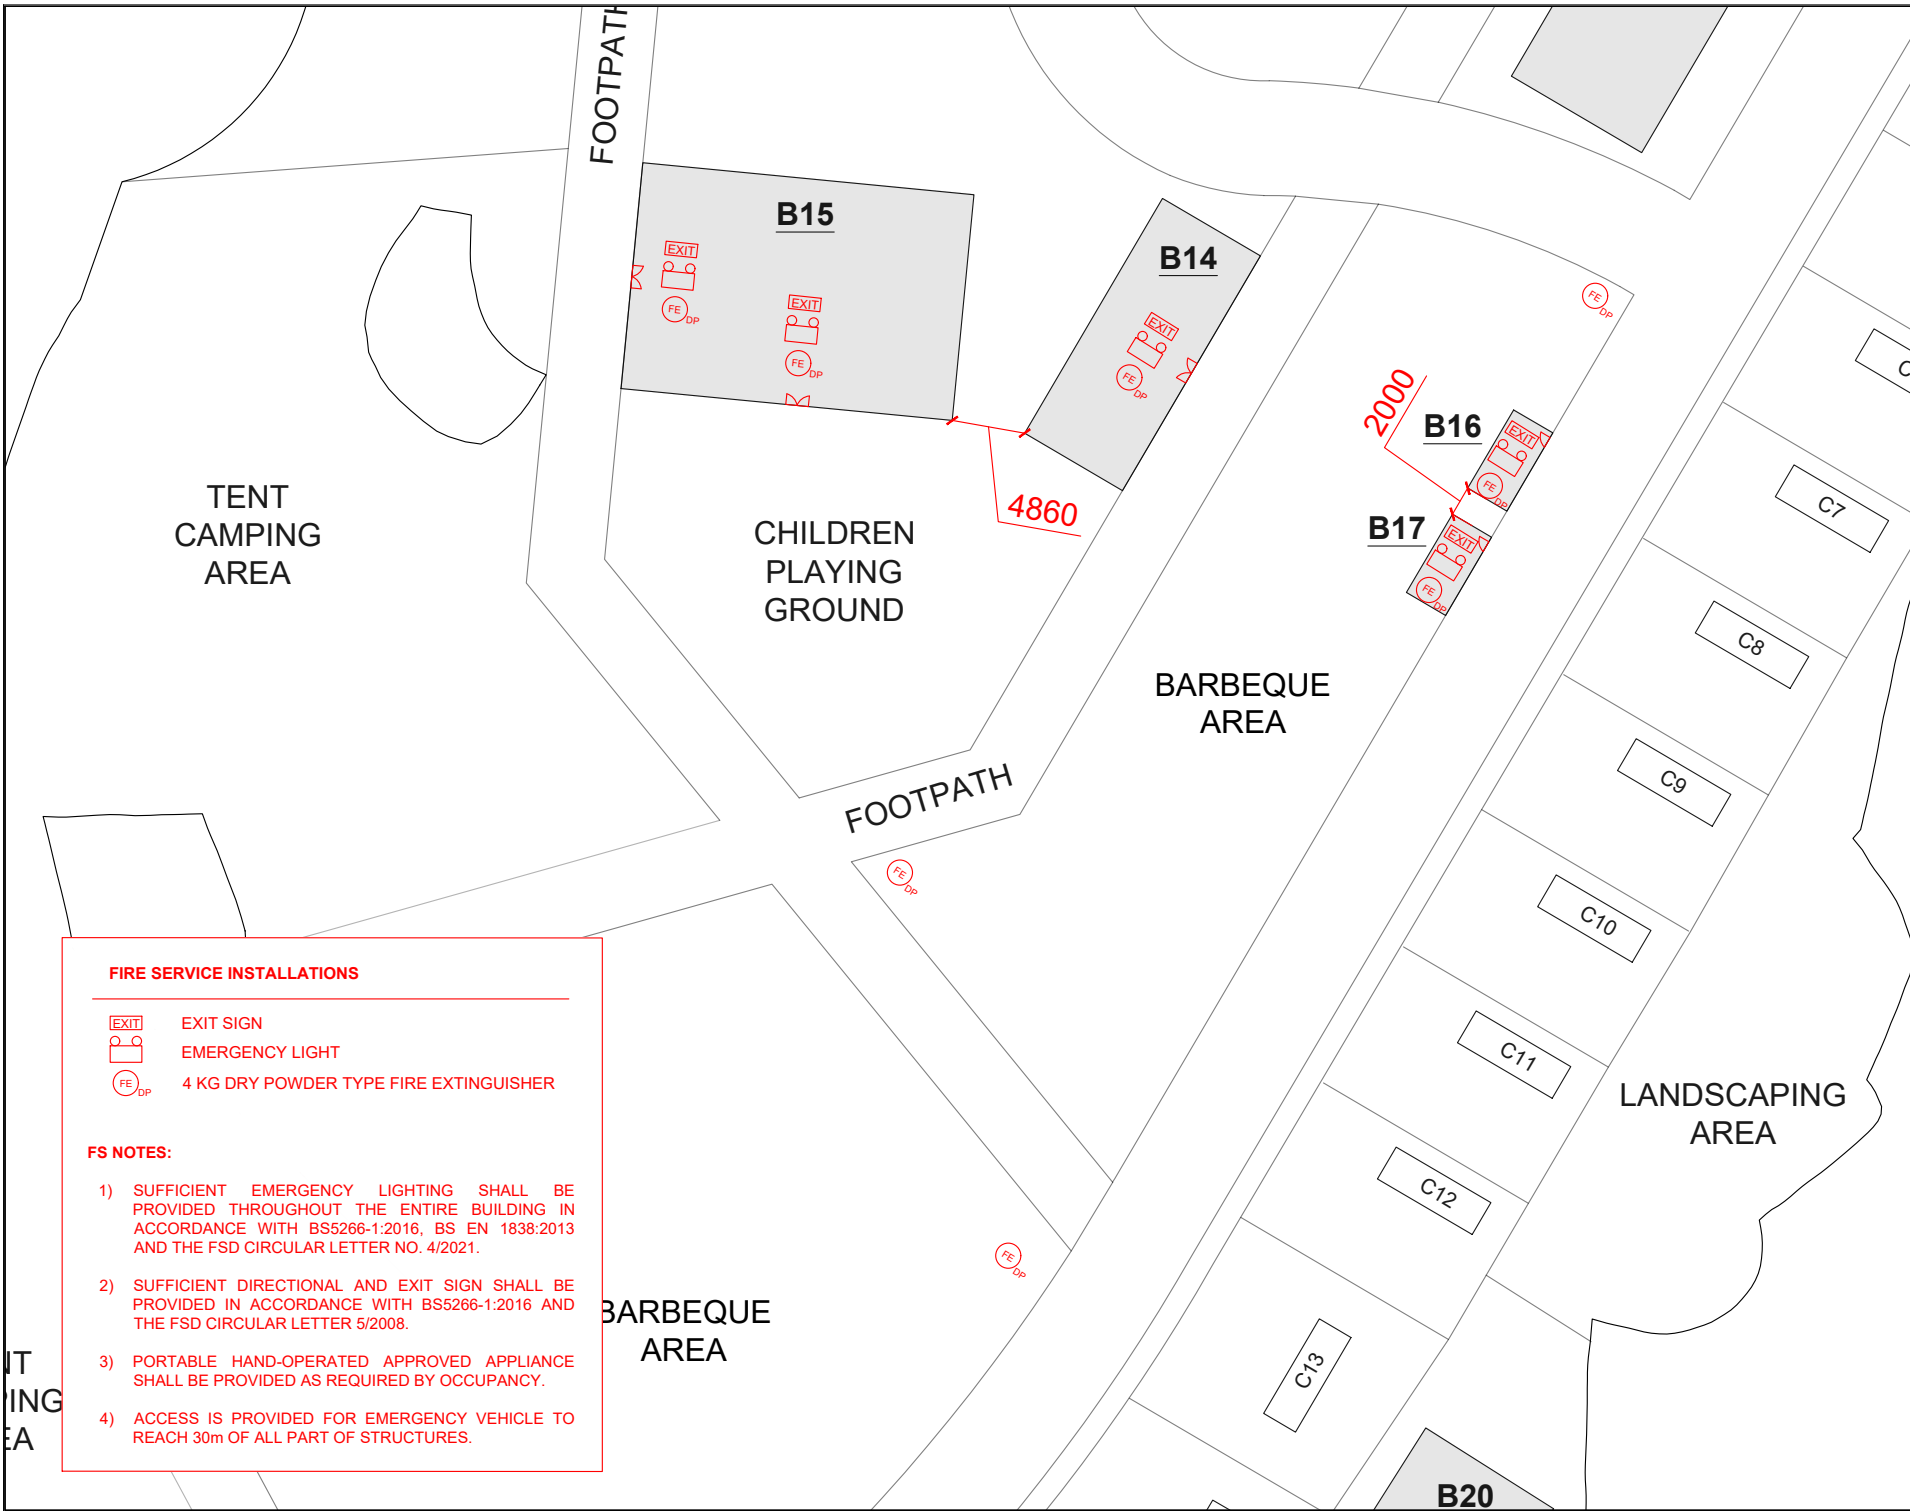 FOOTPATH
B15
EXIT
FE
DP
EXIT
FE
DP
B14
EXIT
FE
DP
FE
DP
2000
B16
EXIT
FE
DP
B17
EXIT
FE
DP
4860
TENT
CAMPING
AREA
CHILDREN
PLAYING
GROUND
BARBEQUE
AREA
C7
C8
C9
C10
C11
C12
C13
FOOTPATH
FE
DP
FE
DP
LANDSCAPING
AREA
BARBEQUE
AREA
B20
FIRE SERVICE INSTALLATIONS
EXIT EXIT SIGN
EMERGENCY LIGHT
FE DP 4 KG DRY POWDER TYPE FIRE EXTINGUISHER
FS NOTES:
1) SUFFICIENT EMERGENCY LIGHTING SHALL BE
PROVIDED THROUGHOUT THE ENTIRE BUILDING IN
ACCORDANCE WITH BS5266-1:2016, BS EN 1838:2013
AND THE FSD CIRCULAR LETTER NO. 4/2021.
2) SUFFICIENT DIRECTIONAL AND EXIT SIGN SHALL BE
PROVIDED IN ACCORDANCE WITH BS5266-1:2016 AND
THE FSD CIRCULAR LETTER 5/2008.
3) PORTABLE HAND-OPERATED APPROVED APPLIANCE
SHALL BE PROVIDED AS REQUIRED BY OCCUPANCY.
4) ACCESS IS PROVIDED FOR EMERGENCY VEHICLE TO
REACH 30m OF ALL PART OF STRUCTURES.